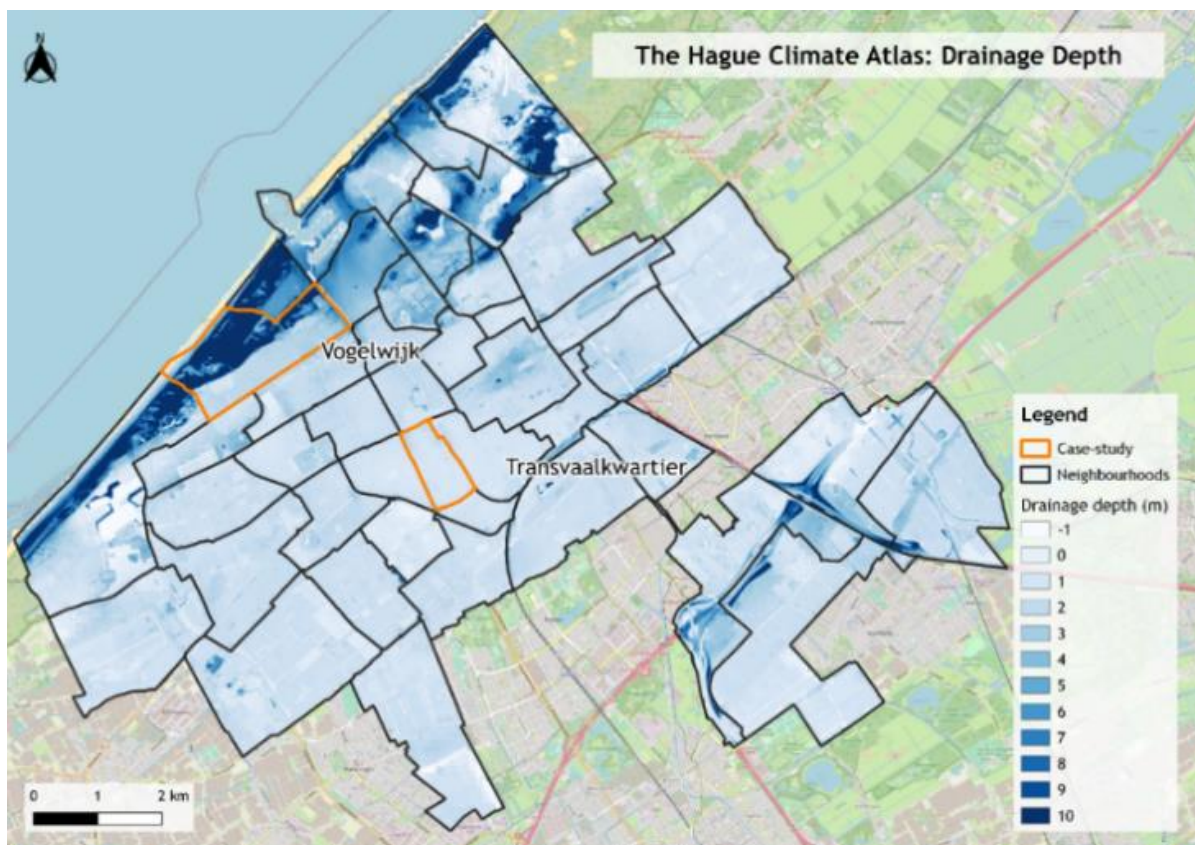 N
The Hague Climate Atlas: Drainage Depth
Vogelwijk
Transvaalkwartier
Legend
Case-study
Neighbourhoods
Drainage depth (m)
-1
0
1
2
3
4
5
6
7
8
9
10
0 1 2 km